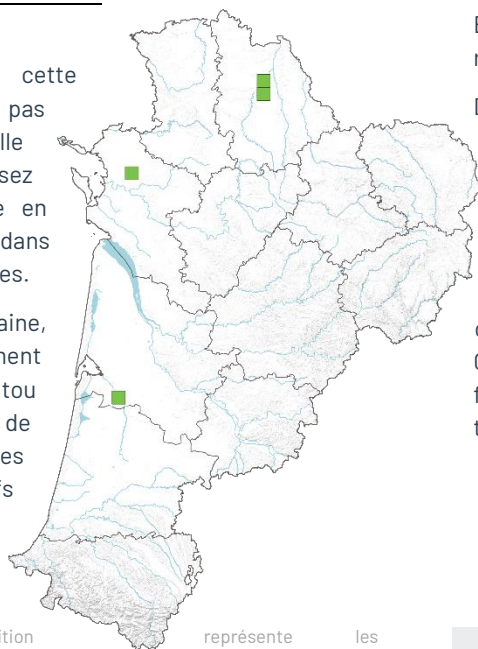 cette
pas
lle
sez
e en
dans
es.
aine,
ment
tou
de
es
fs
ition représente les